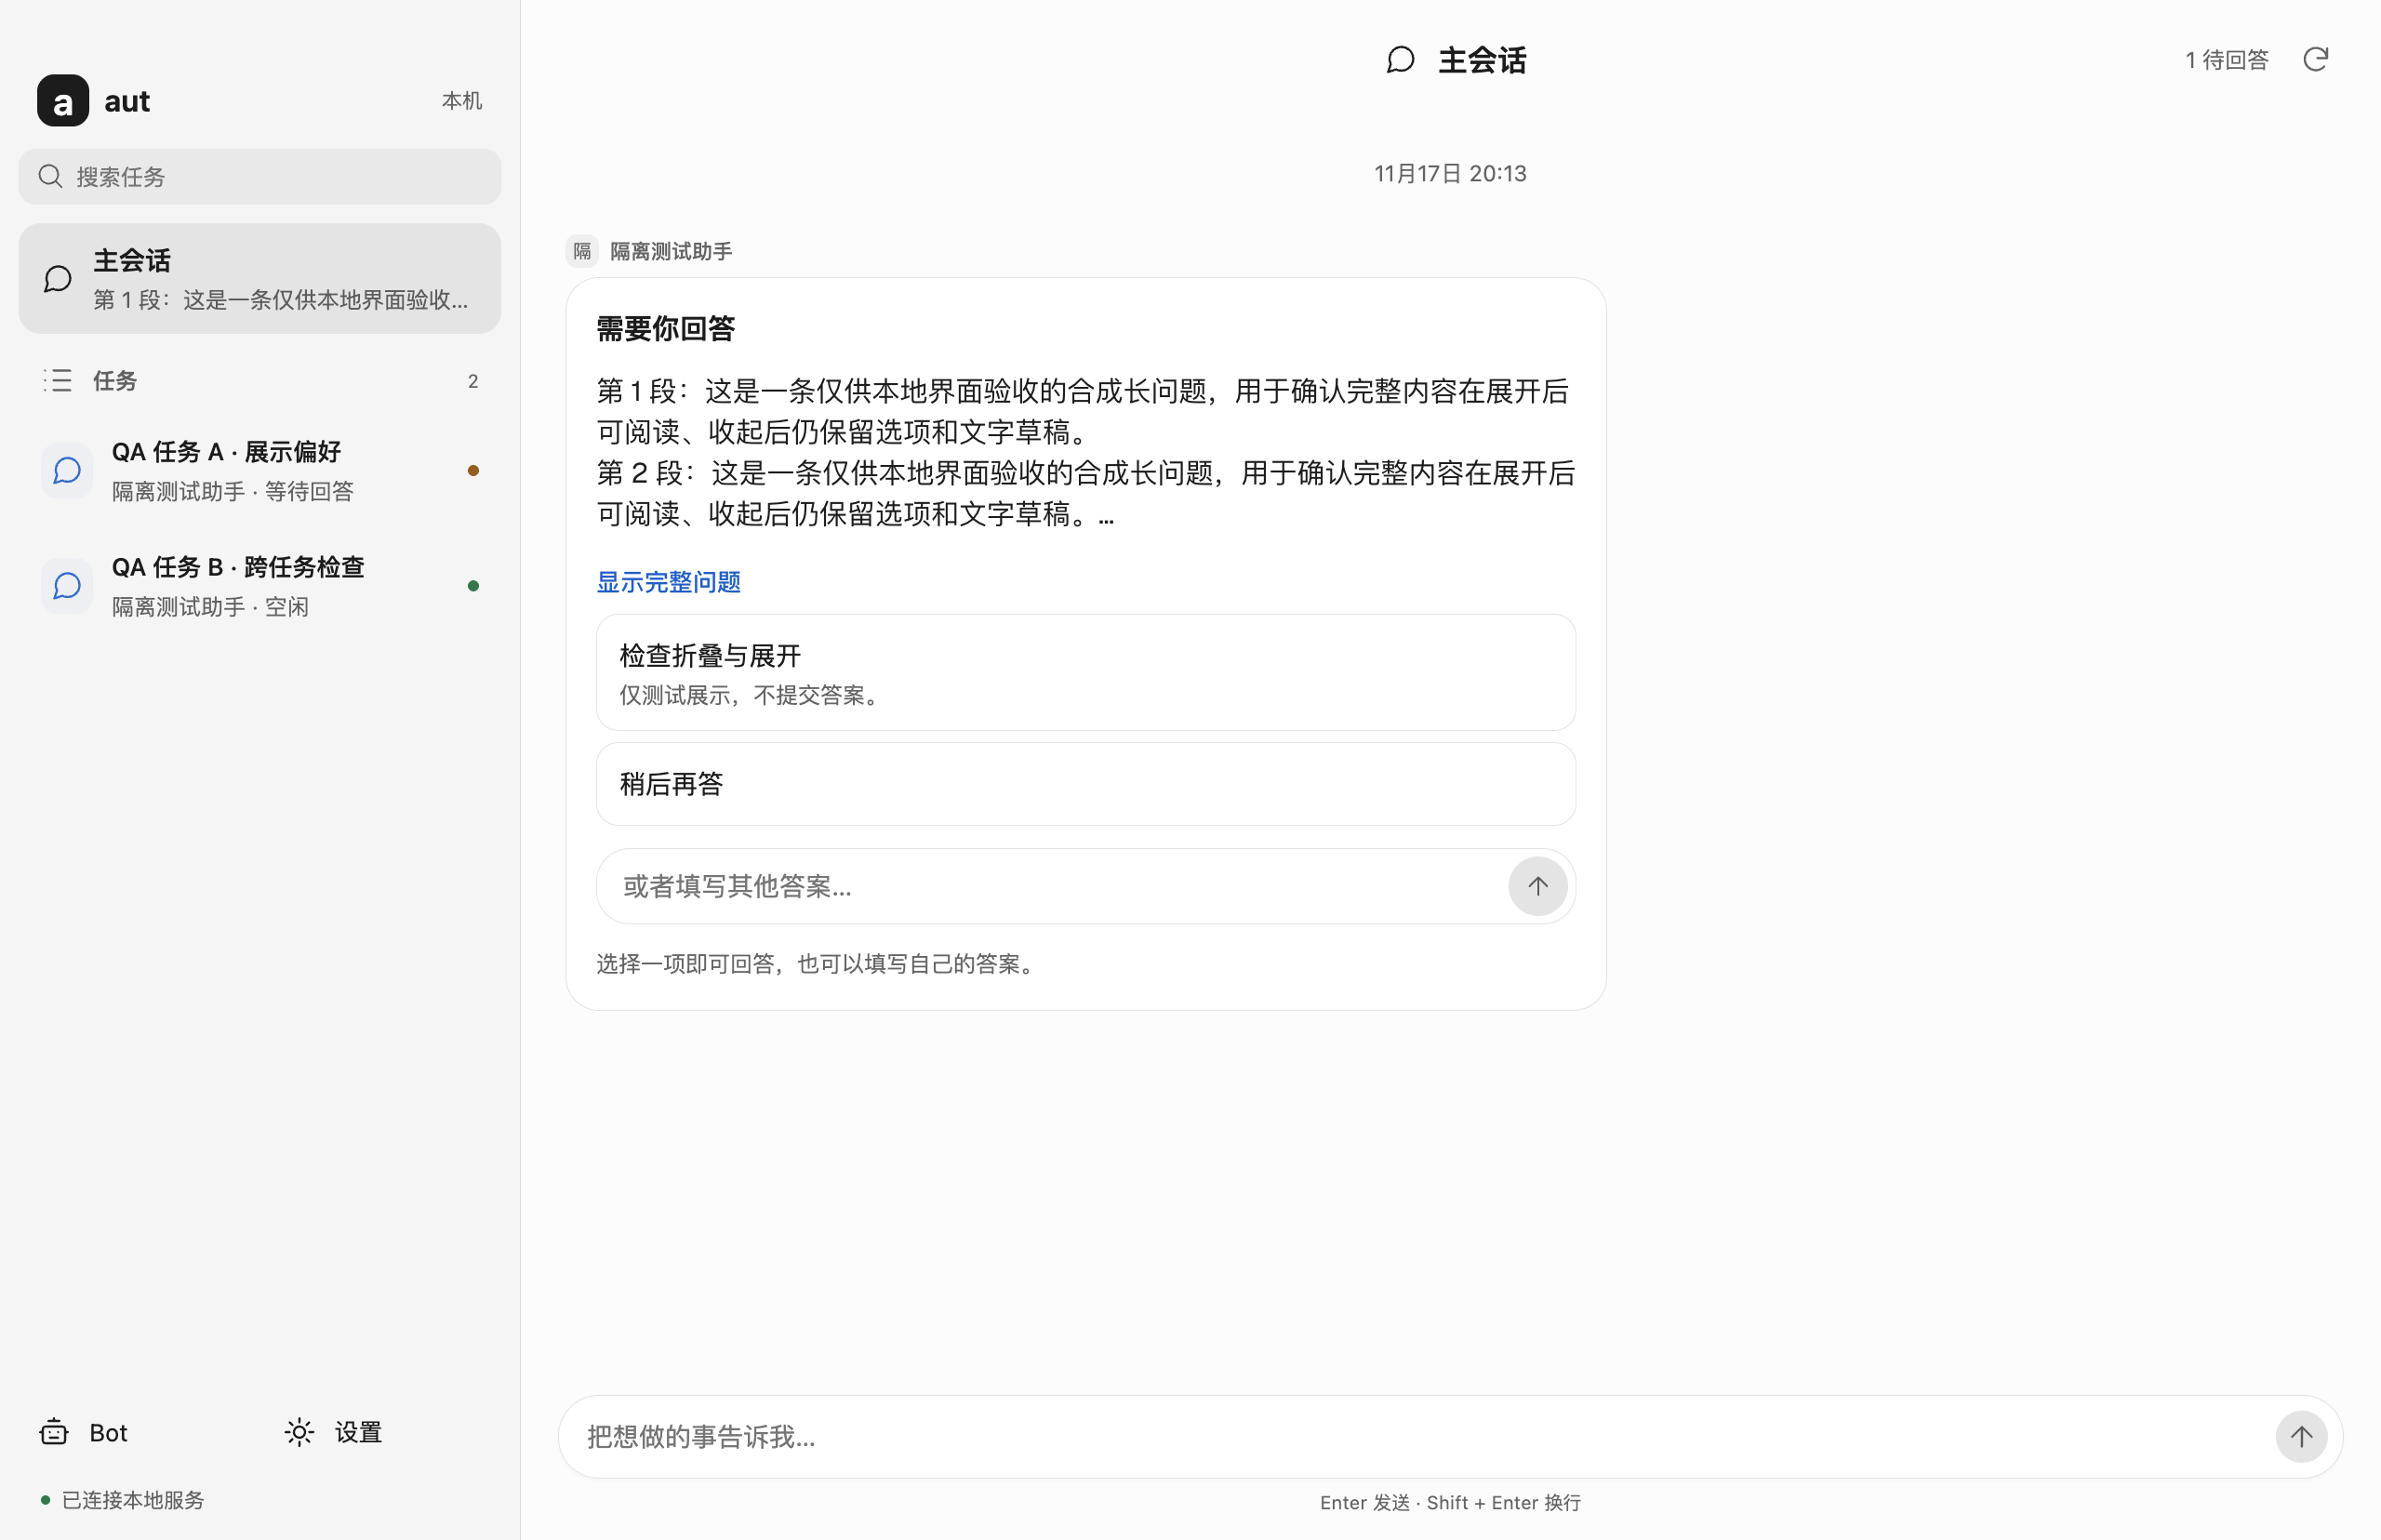 a aut
本机
搜索任务
主会话
第 1 段：这是一条仅供本地界面验收...
任务
2
QA 任务 A · 展示偏好
隔离测试助手 · 等待回答
QA 任务 B · 跨任务检查
隔离测试助手 · 空闲
Bot
设置
已连接本地服务
主会话
1 待回答
11月17日 20:13
隔 隔离测试助手
需要你回答
第 1 段：这是一条仅供本地界面验收的合成长问题，用于确认完整内容在展开后
可阅读、收起后仍保留选项和文字草稿。
第 2 段：这是一条仅供本地界面验收的合成长问题，用于确认完整内容在展开后
可阅读、收起后仍保留选项和文字草稿。...
显示完整问题
检查折叠与展开
仅测试展示，不提交答案。
稍后再答
或者填写其他答案...
选择一项即可回答，也可以填写自己的答案。
把想做的事告诉我...
Enter 发送 · Shift + Enter 换行